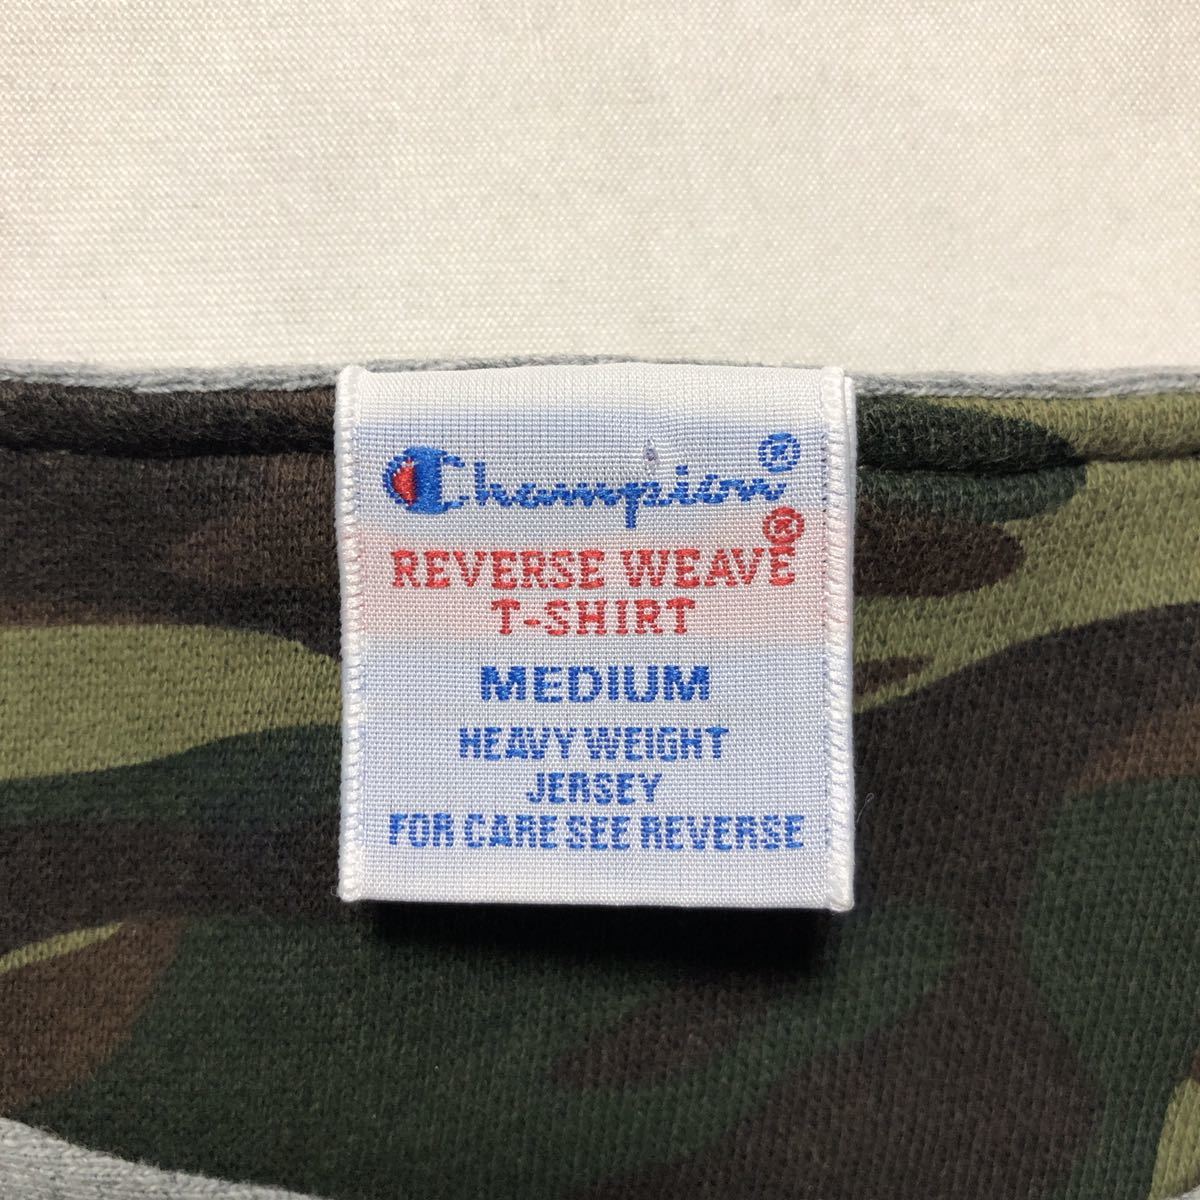 Champion®
REVERSE WEAVE®
T-SHIRT
MEDIUM
HEAVY WEIGHT
JERSEY
FOR CARE SEE REVERSE